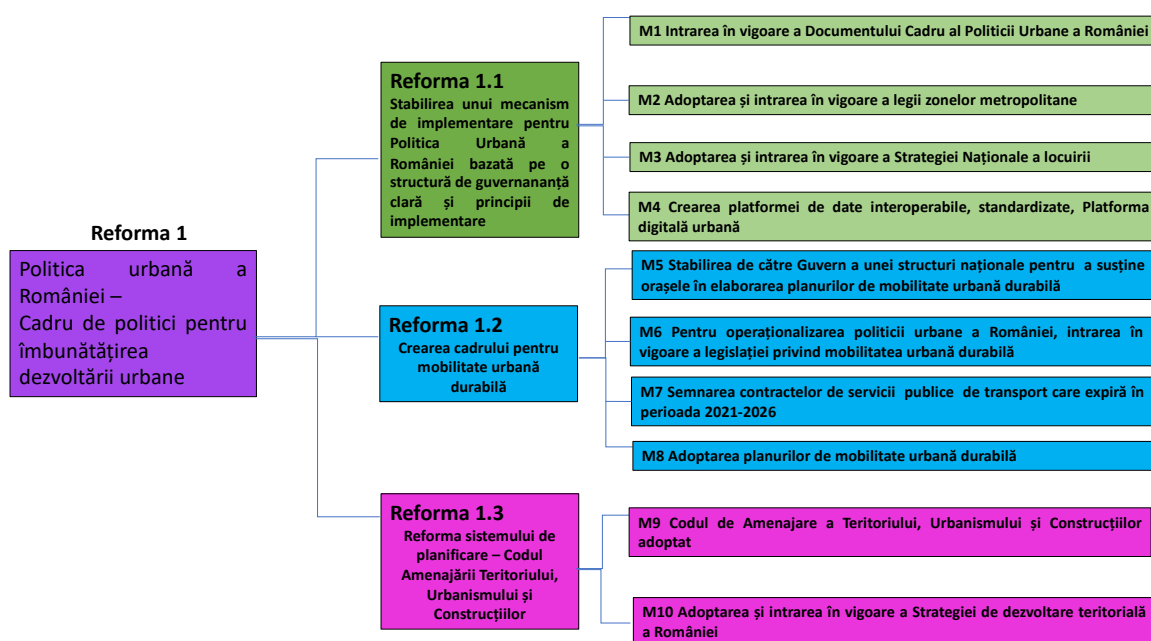 Reforma 1
Politica urbană a
României –
Cadru de politici pentru
îmbunătățirea
dezvoltării urbane
Reforma 1.1
Stabilirea unui mecanism
de implementare pentru
Politica Urbană a
României bazată pe o
structură de guvernananță
clară și principii de
implementare
M1 Intrarea în vigoare a Documentului Cadru al Politicii Urbane a României
M2 Adoptarea și intrarea în vigoare a legii zonelor metropolitane
M3 Adoptarea și intrarea în vigoare a Strategiei Naționale a locuirii
M4 Crearea platformei de date interoperabile, standardizate, Platforma
digitală urbană
Reforma 1.2
Crearea cadrului pentru
mobilitate urbană
durabilă
M5 Stabilirea de către Guvern a unei structuri naționale pentru a susține
orașele în elaborarea planurilor de mobilitate urbană durabilă
M6 Pentru operaționalizarea politicii urbane a României, intrarea în
vigoare a legislației privind mobilitatea urbană durabilă
M7 Semnarea contractelor de servicii publice de transport care expiră în
perioada 2021-2026
M8 Adoptarea planurilor de mobilitate urbană durabilă
Reforma 1.3
Reforma sistemului de
planificare – Codul
Amenajării Teritoriului,
Urbanismului și
Construcțiilor
M9 Codul de Amenajare a Teritoriului, Urbanismului și Construcțiilor
adoptat
M10 Adoptarea și intrarea în vigoare a Strategiei de dezvoltare teritorială
a României